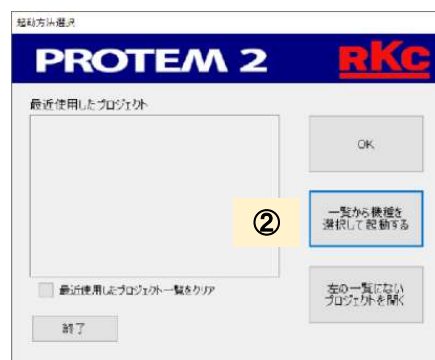 起動方法選択
PROTEM 2
RKC
最近使用したプロジェクト
OK
②
一覧から機種を
選択して起動する
最近使用したプロジェクト一覧をクリア
左の一覧にない
プロジェクトを開く
終了